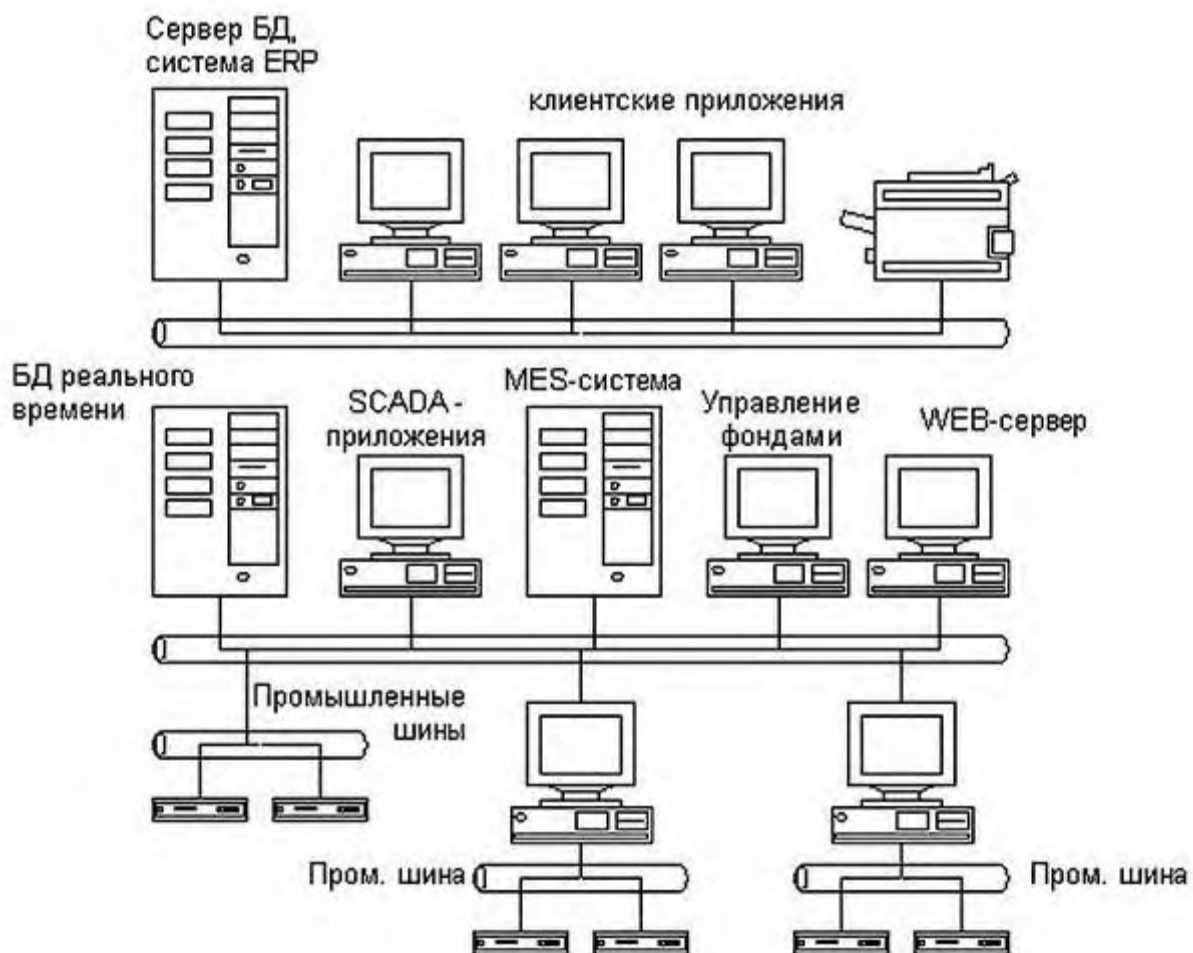 Сервер БД,
система ERP
клиентские приложения
БД реального
времени
SCADA -
приложения
MES-система
Управление
фондами
WEB-сервер
Промышленные
шины
Пром. шина
Пром. шина